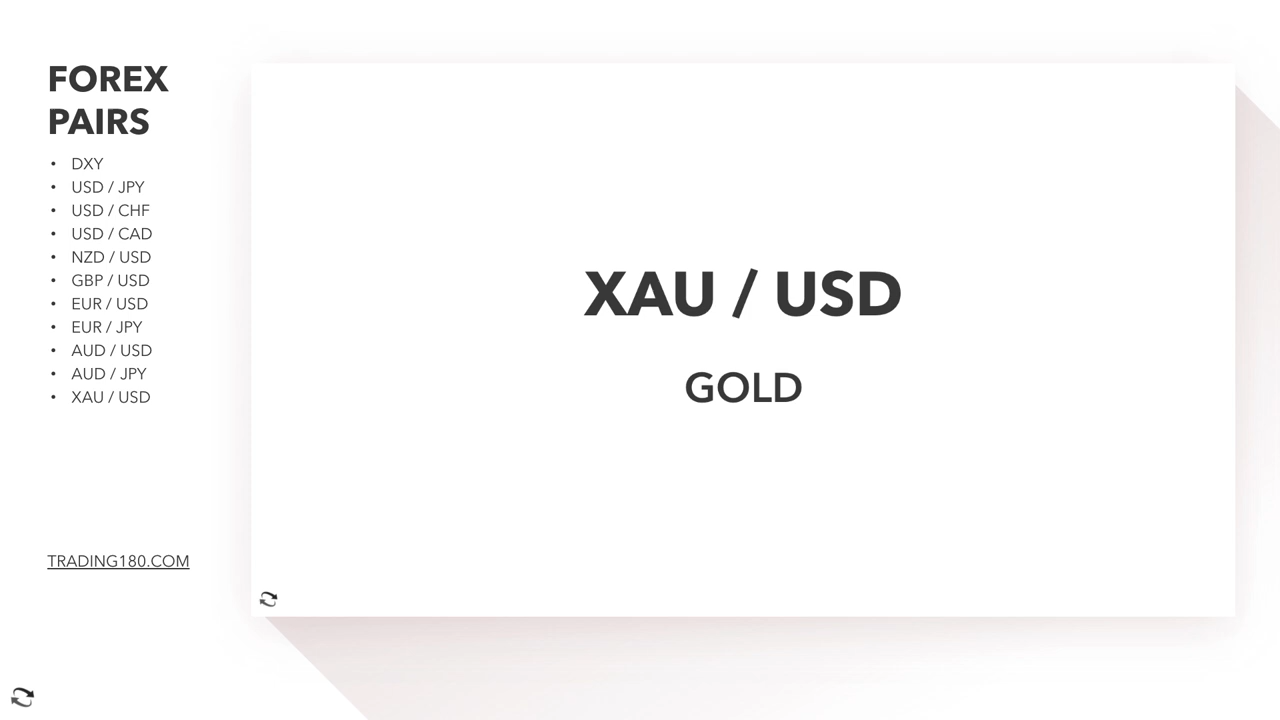 FOREX
PAIRS
• DXY
• USD / JPY
• USD / CHF
• USD / CAD
• NZD / USD
• GBP / USD
• EUR / USD
• EUR / JPY
• AUD / USD
• AUD / JPY
• XAU / USD
TRADING180.COM
XAU / USD
GOLD